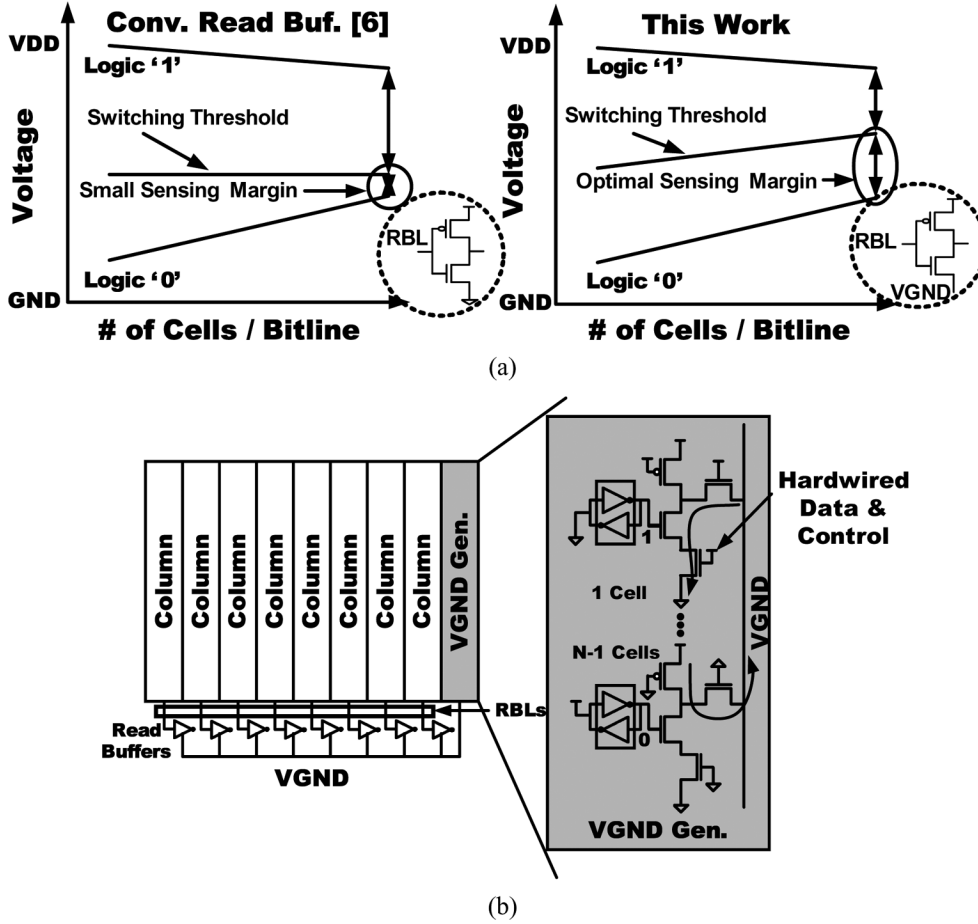 Conv. Read Buf. [6]
VDD
Logic ‘1’
Switching Threshold
Small Sensing Margin
RBL
Logic ‘0’
GND
Voltage
# of Cells / Bitline
This Work
VDD
Logic ‘1’
Switching Threshold
Optimal Sensing Margin
RBL
VGND
Logic ‘0’
GND
Voltage
# of Cells / Bitline
(a)
Column
Column
Column
Column
Column
Column
Column
Column
VGND Gen.
RBLs
Read
Buffers
VGND
Hardwired
Data &
Control
1
1 Cell
N-1 Cells
0
VGND
VGND Gen.
(b)